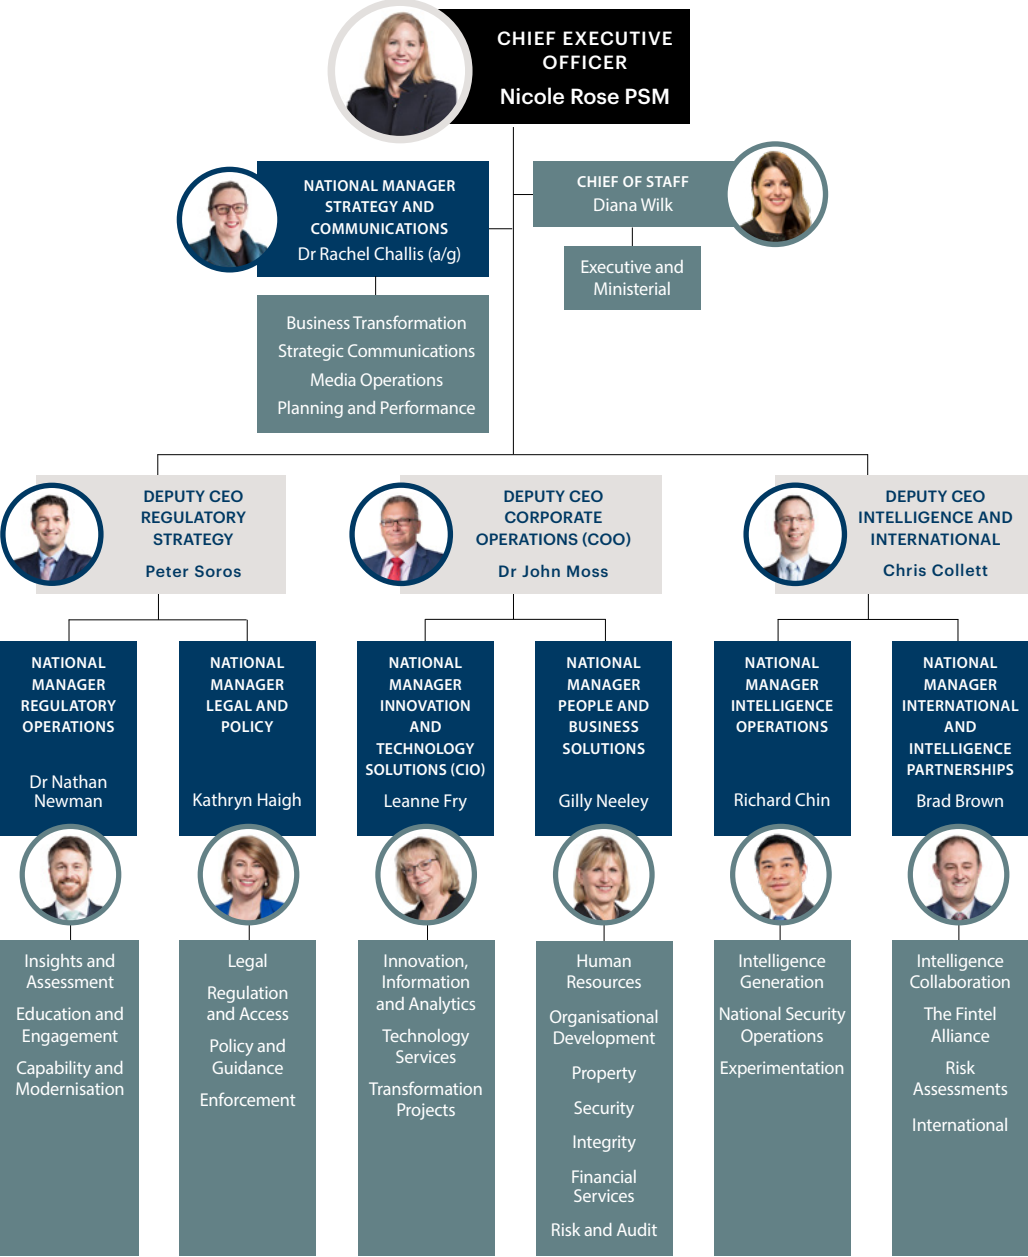 CHIEF EXECUTIVE
OFFICER
Nicole Rose PSM
NATIONAL MANAGER
STRATEGY AND
COMMUNICATIONS
Dr Rachel Challis (a/g)
Business Transformation
Strategic Communications
Media Operations
Planning and Performance
CHIEF OF STAFF
Diana Wilk
Executive and
Ministerial
DEPUTY CEO
REGULATORY
STRATEGY
Peter Soros
DEPUTY CEO
CORPORATE
OPERATIONS (COO)
Dr John Moss
DEPUTY CEO
INTELLIGENCE AND
INTERNATIONAL
Chris Collett
NATIONAL
MANAGER
REGULATORY
OPERATIONS
Dr Nathan
Newman
Insights and
Assessment
Education and
Engagement
Capability and
Modernisation
NATIONAL
MANAGER
LEGAL AND
POLICY
Kathryn Haigh
Legal
Regulation
and Access
Policy and
Guidance
Enforcement
NATIONAL
MANAGER
INNOVATION
AND
TECHNOLOGY
SOLUTIONS (CIO)
Leanne Fry
Innovation,
Information
and Analytics
Technology
Services
Transformation
Projects
NATIONAL
MANAGER
PEOPLE AND
BUSINESS
SOLUTIONS
Gilly Neeley
Human
Resources
Organisational
Development
Property
Security
Integrity
Financial
Services
Risk and Audit
NATIONAL
MANAGER
INTELLIGENCE
OPERATIONS
Richard Chin
Intelligence
Generation
National Security
Operations
Experimentation
NATIONAL
MANAGER
INTERNATIONAL
AND
INTELLIGENCE
PARTNERSHIPS
Brad Brown
Intelligence
Collaboration
The Fintel
Alliance
Risk
Assessments
International